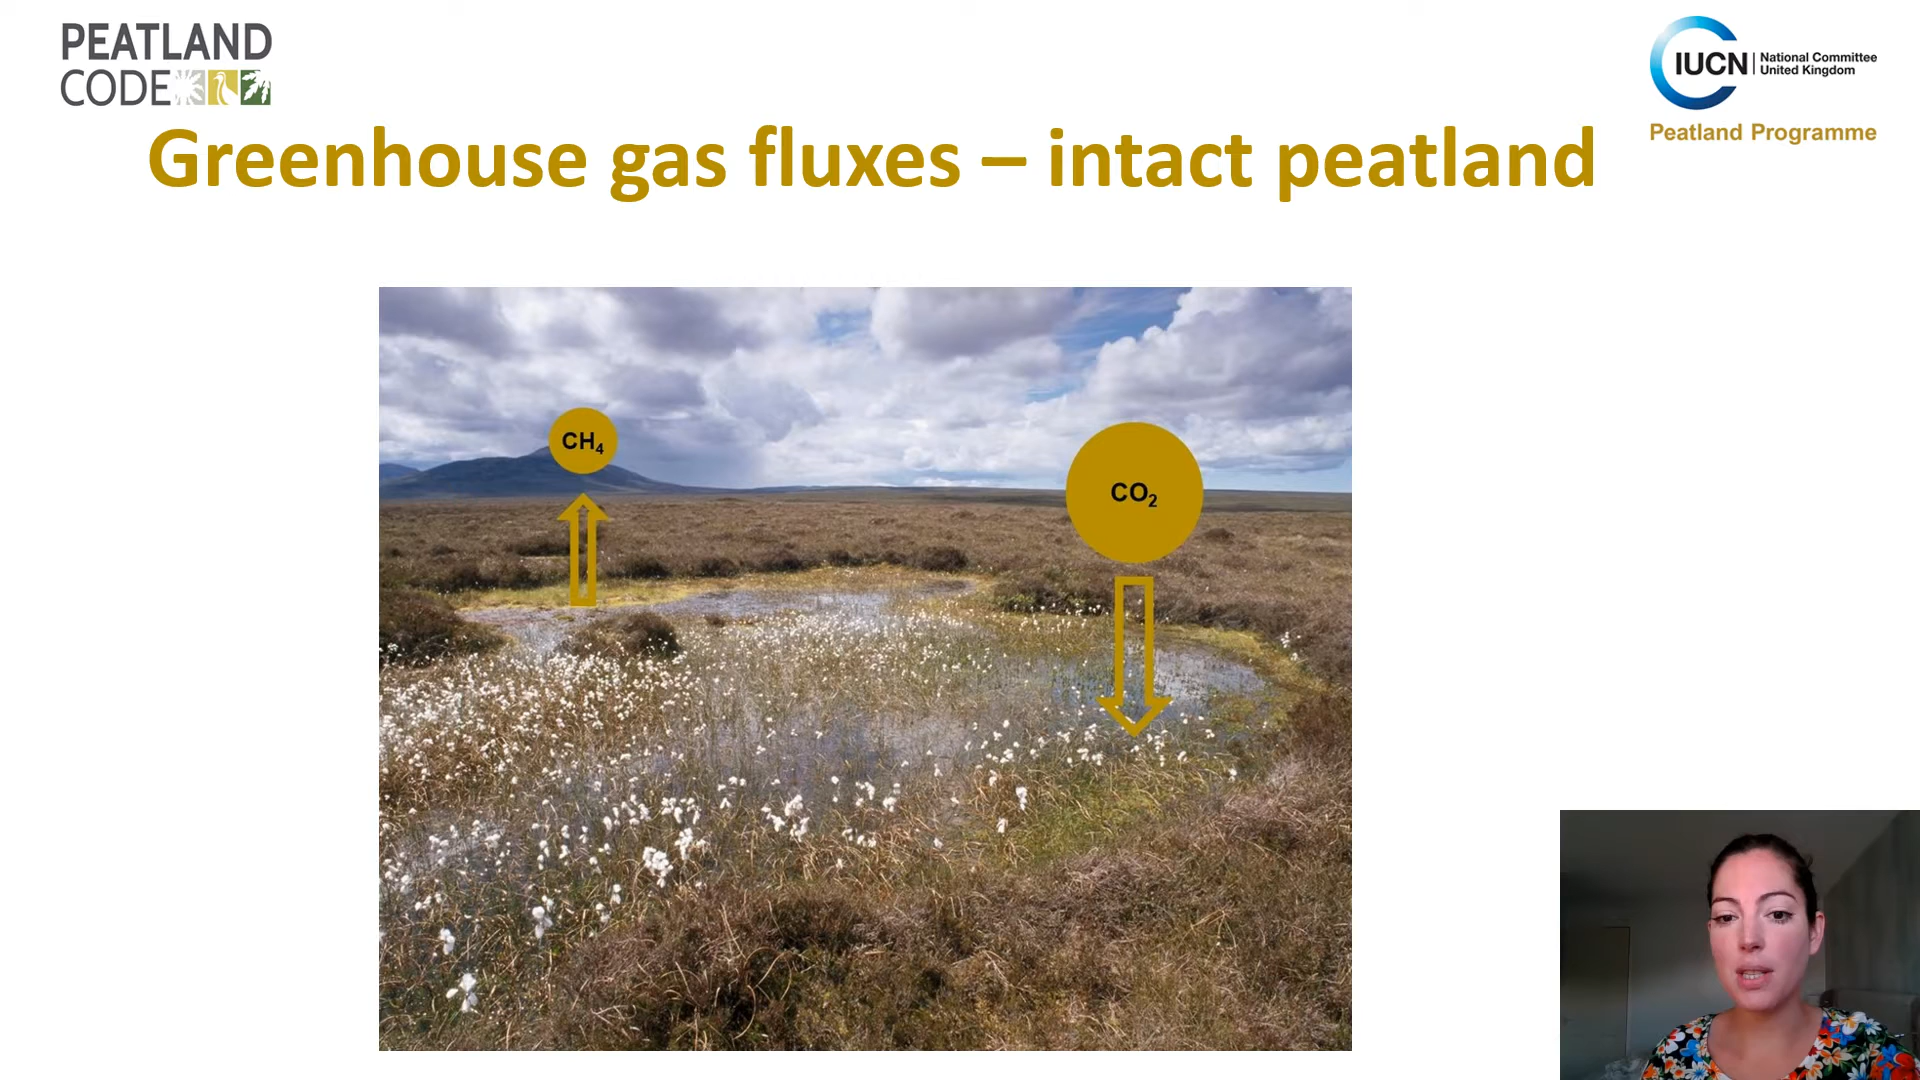 PEATLAND
CODE
IUCN
National Committee
United Kingdom
Peatland Programme
Greenhouse gas fluxes – intact peatland
CH₄
CO₂